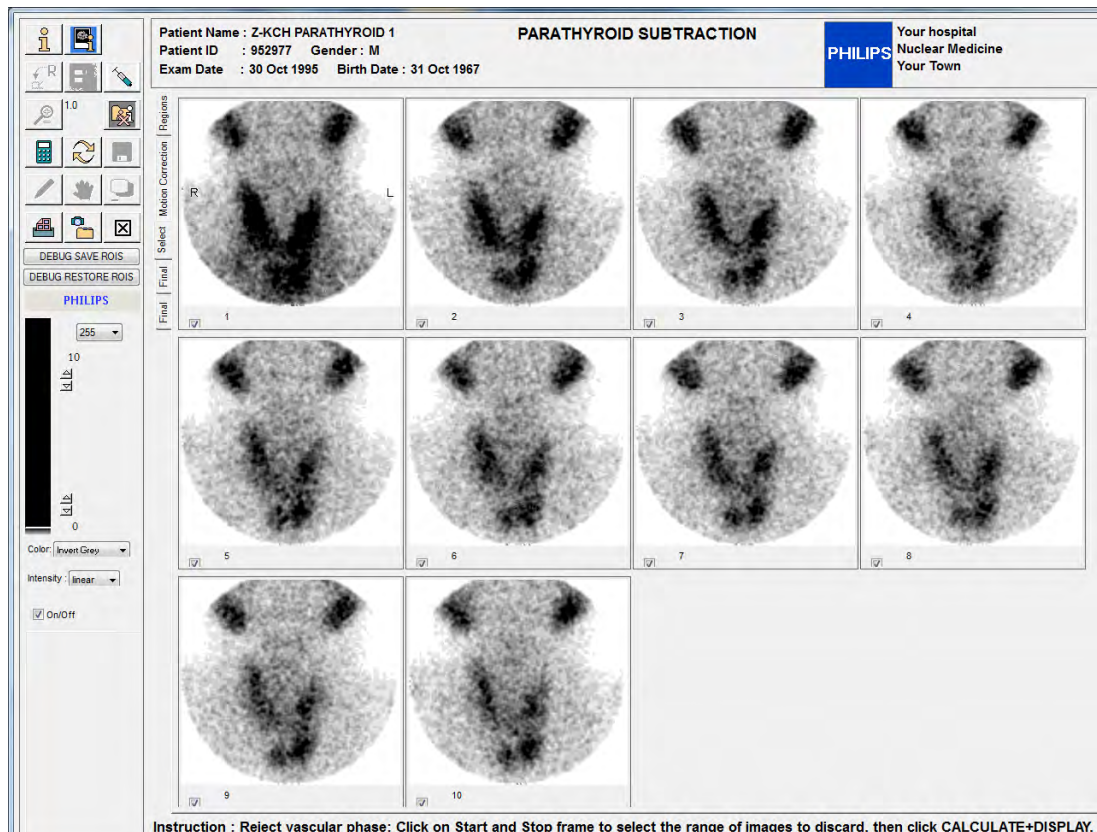 Patient Name : Z-KCH PARATHYROID 1
Patient ID : 952977 Gender : M
Exam Date : 30 Oct 1995 Birth Date : 31 Oct 1967
PARATHYROID SUBTRACTION
PHILIPS
Your hospital
Nuclear Medicine
Your Town
R
1.0
DEBUG SAVE ROIS
DEBUG RESTORE ROIS
PHILIPS
255
10
0
Color: Invert Grey
Intensity : linear
On/Off
Regions
Motion Correction
Select
Final
Final
R
L
1
2
3
4
5
6
7
8
9
10
Instruction : Reject vascular phase: Click on Start and Stop frame to select the range of images to discard, then click CALCULATE+DISPLAY.